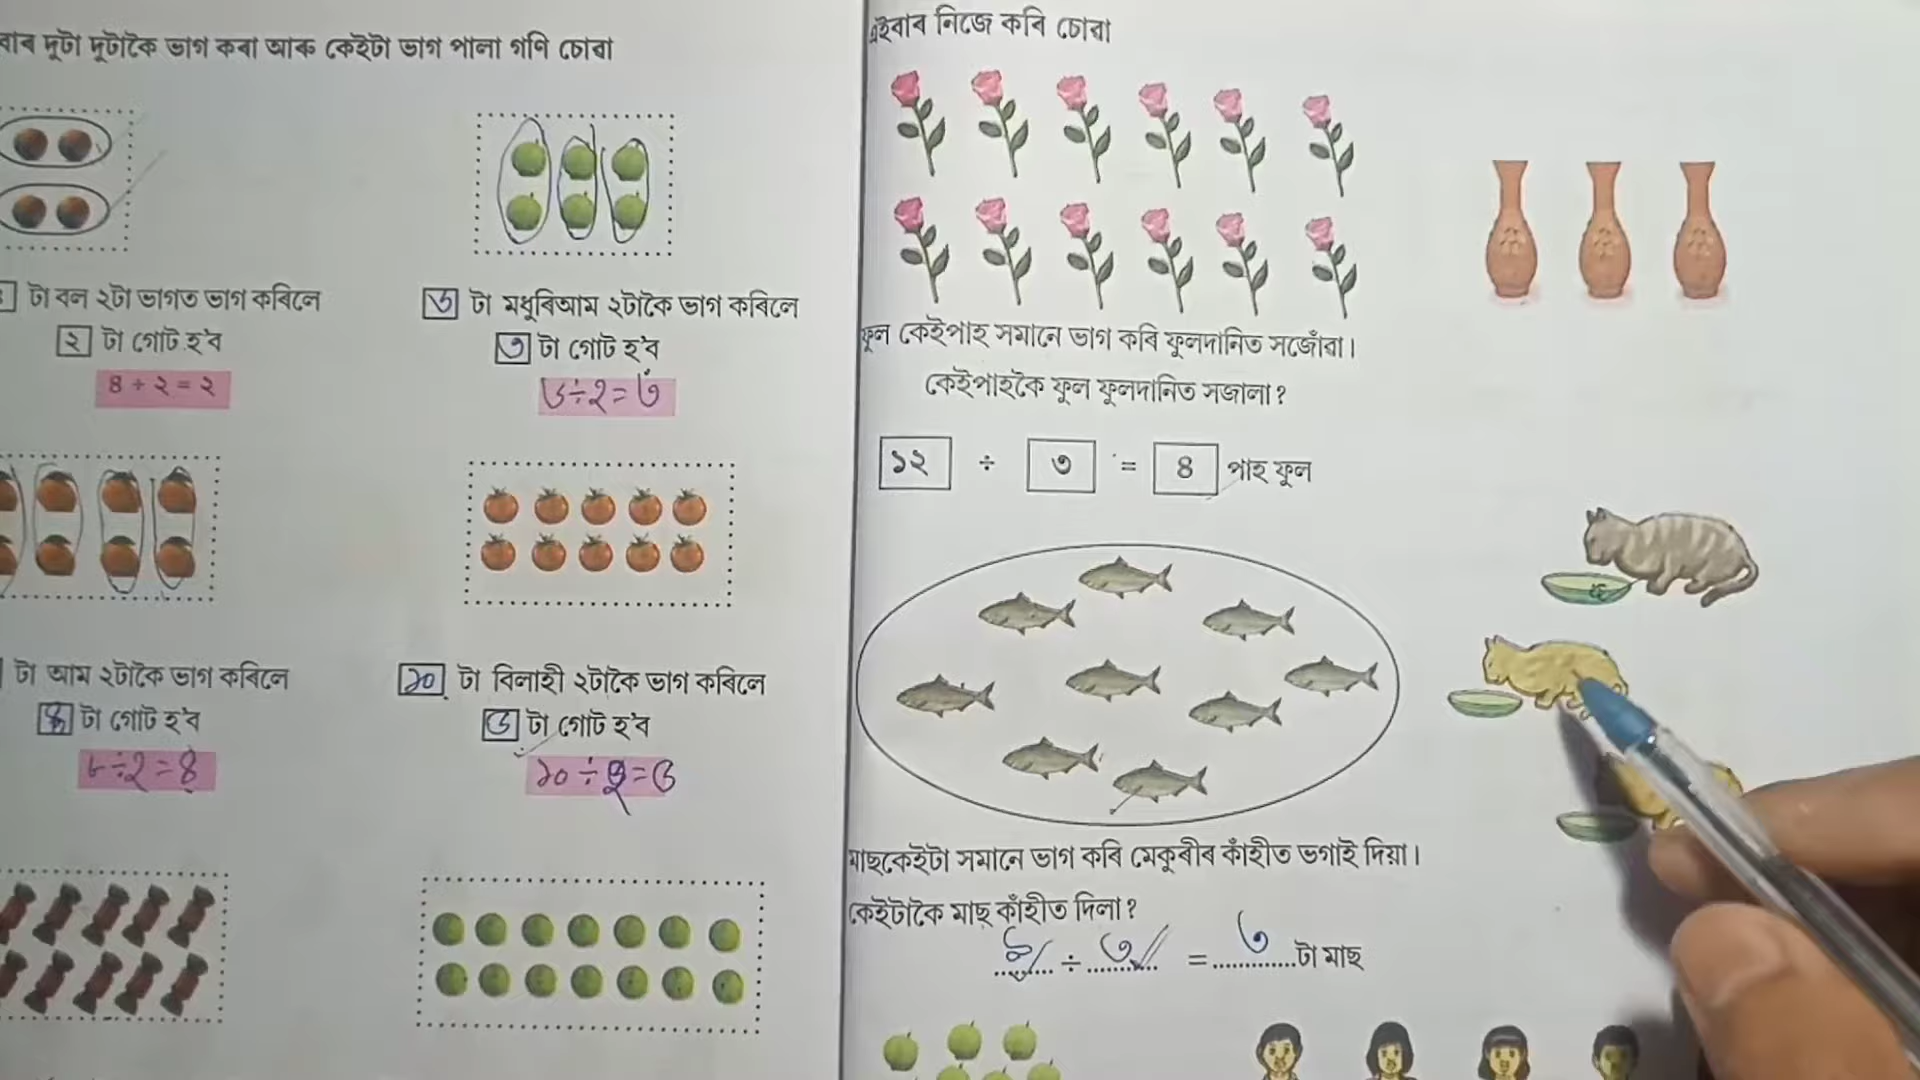 দুটা দুটাকৈ ভাগ কৰা আৰু কেইটা ভাগ পালা গণি চোৱা
টা বল ২টা ভাগত ভাগ কৰিলে
২ টা গোট হ'ব
৪ ÷ ২ = ২
৬ টা মধুৰিআম ২টাকৈ ভাগ কৰিলে
৩ টা গোট হ'ব
৬÷২=৩
টা আম ২টাকৈ ভাগ কৰিলে
৪ টা গোট হ'ব
৮÷২=৪
১০ টা বিলাহী ২টাকৈ ভাগ কৰিলে
৫ টা গোট হ'ব
১০÷২=৫
এইবাৰ নিজে কৰি চোৱা
ফুল কেইপাহ সমানে ভাগ কৰি ফুলদানিত সজোঁৱা।
কেইপাহকৈ ফুল ফুলদানিত সজালা?
১২ ÷ ৩ = ৪ পাহ ফুল
মাছকেইটা সমানে ভাগ কৰি মেকুৰীৰ কাঁহীত ভগাই দিয়া।
কেইটাকৈ মাছ কাঁহীত দিলা?
৯ ÷ ৩ = ৩ টা মাছ